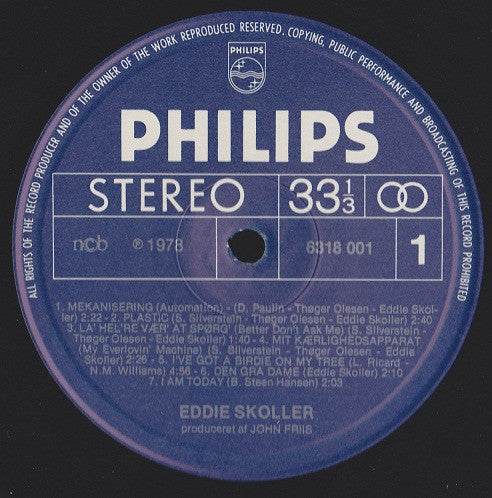 ALL RIGHTS OF THE RECORD PRODUCER AND OF THE OWNER OF THE WORK REPRODUCED RESERVED. COPYING, PUBLIC PERFORMANCE AND BROADCASTING OF THIS RECORD PROHIBITED
PHILIPS
PHILIPS
STEREO 33 1/3
ncb ℗ 1978 6318 001 1
1. MEKANISERING (Automation) - (D. Paulin - Thøger Olesen - Eddie Skol-
ler) 2:22 - 2. PLASTIC (S. Silverstein - Thøger Olesen - Eddie Skoller) 2:40
3. LA' HEL'RE VÆR' AT SPØRG' (Better Don't Ask Me) (S. Silverstein -
Thøger Olesen - Eddie Skoller) 1:40 - 4. MIT KÆRLIGHEDSAPPARAT
(My Everlovin' Machine) (S. Silverstein - Thøger Olesen - Eddie
Skoller) 2:26 - 5. I'VE GOT A BIRDIE ON MY TREE (L. Ricard -
N.M. Williams) 4:56 - 6. DEN GRA DAME (Eddie Skoller) 2:10
7. I AM TODAY (B. Steen Hansen) 2:03
EDDIE SKOLLER
produceret af JOHN FRIIS